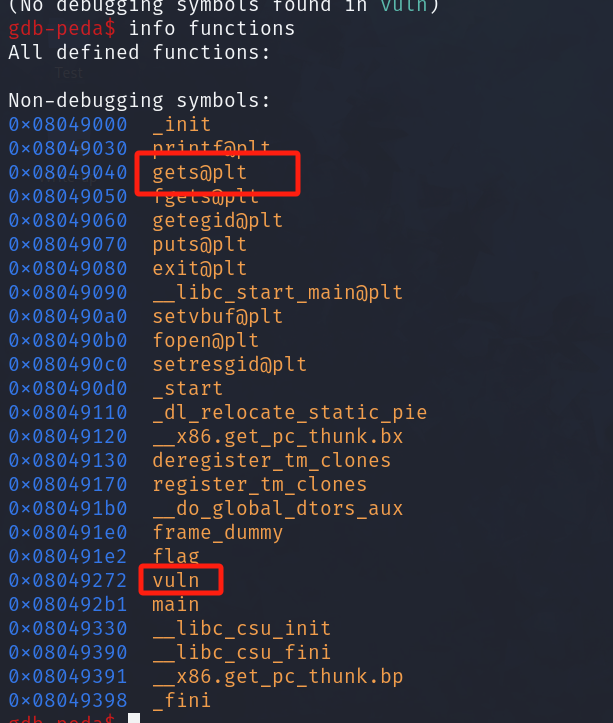 (No debugging symbols found in vuln)
gdb-peda$ info functions
All defined functions:
Test
Non-debugging symbols:
0×08049000 _init
0×08049030 printf@plt
0×08049040 gets@plt
0×08049050 fgets@plt
0×08049060 getegid@plt
0×08049070 puts@plt
0×08049080 exit@plt
0×08049090 __libc_start_main@plt
0×080490a0 setvbuf@plt
0×080490b0 fopen@plt
0×080490c0 setresgid@plt
0×080490d0 _start
0×08049110 _dl_relocate_static_pie
0×08049120 __x86.get_pc_thunk.bx
0×08049130 deregister_tm_clones
0×08049170 register_tm_clones
0×080491b0 __do_global_dtors_aux
0×080491e0 frame_dummy
0×080491e2 flag
0×08049272 vuln
0×080492b1 main
0×08049330 __libc_csu_init
0×08049390 __libc_csu_fini
0×08049391 __x86.get_pc_thunk.bp
0×08049398 _fini
gdb-peda$